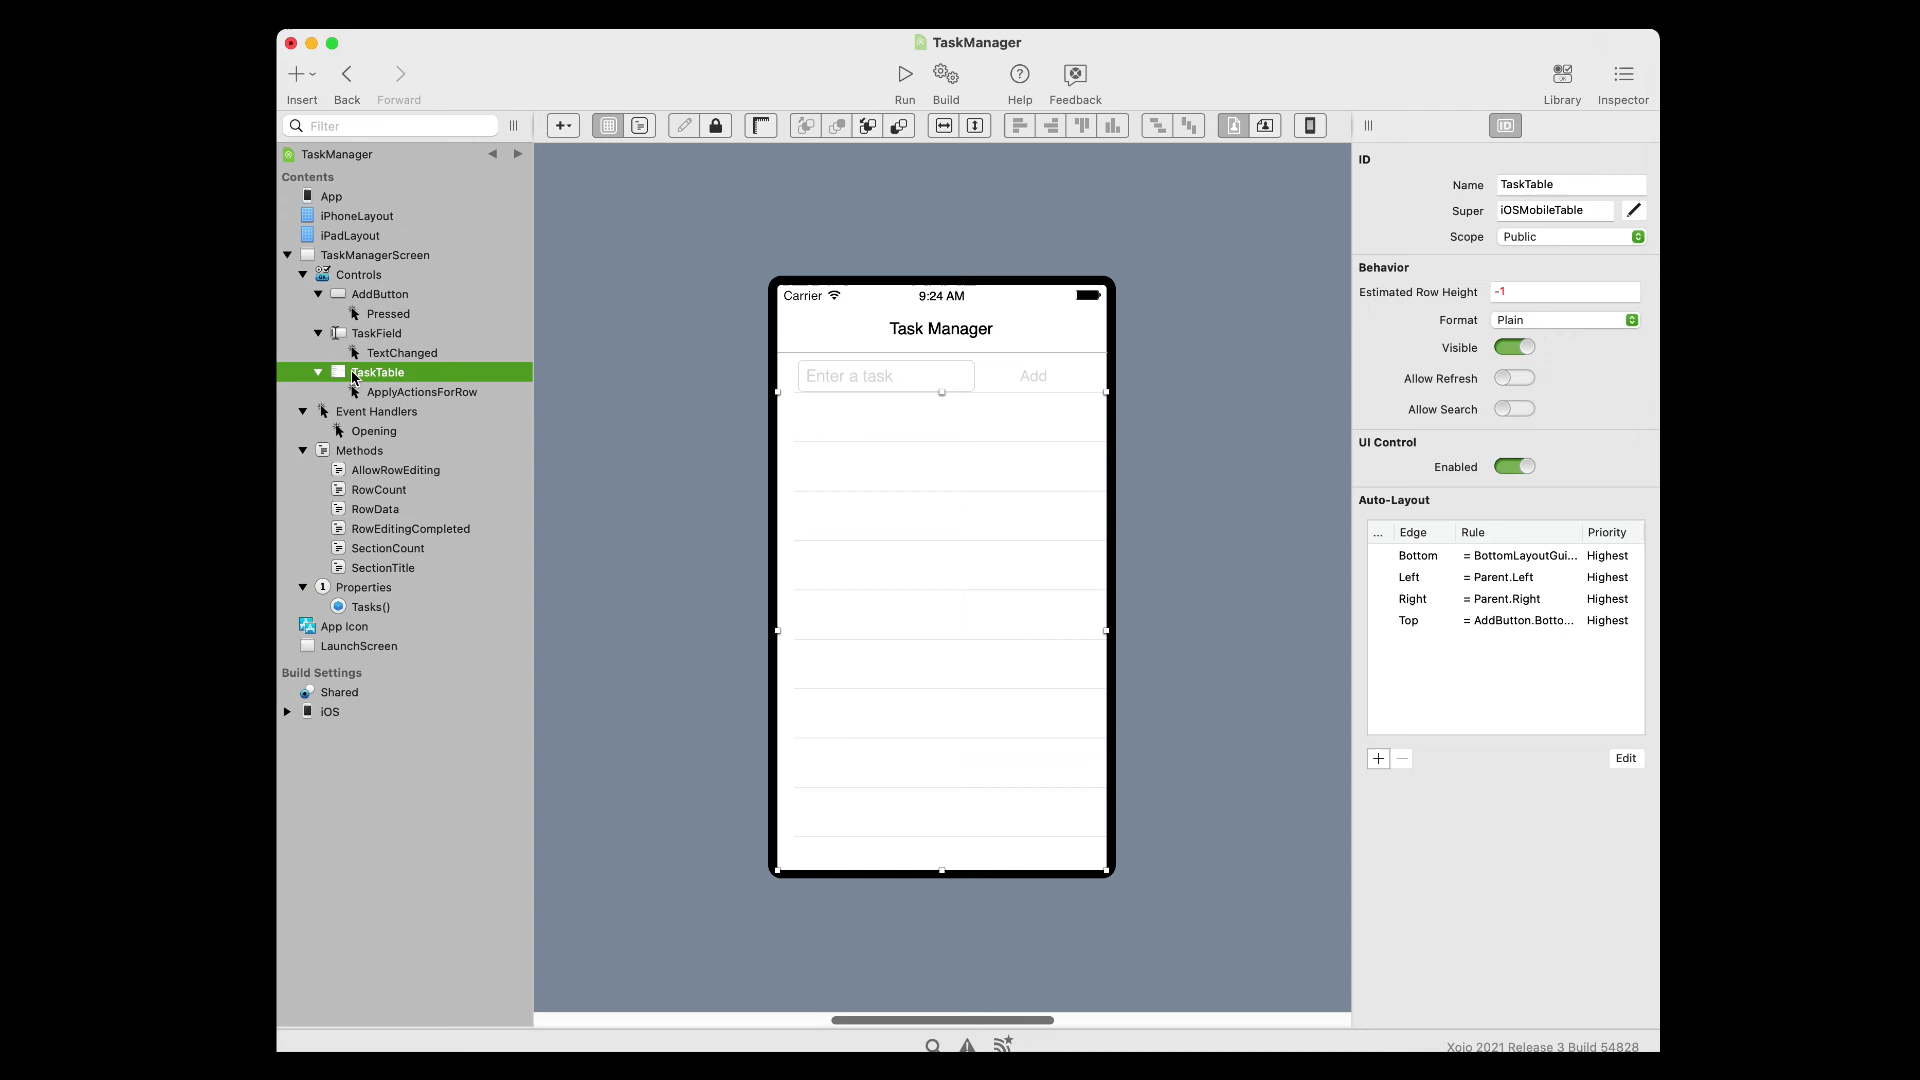 TaskManager
Insert
Back
Forward
Run
Build
Help
Feedback
Library
Inspector
Filter
ID
TaskManager
Contents
App
iPhoneLayout
iPadLayout
TaskManagerScreen
Controls
AddButton
Pressed
TaskField
TextChanged
TaskTable
ApplyActionsForRow
Event Handlers
Opening
Methods
AllowRowEditing
RowCount
RowData
RowEditingCompleted
SectionCount
SectionTitle
Properties
Tasks()
App Icon
LaunchScreen
Build Settings
Shared
iOS
Carrier 9:24 AM
Task Manager
Enter a task Add
ID
Name TaskTable
Super iOSMobileTable
Scope Public
Behavior
Estimated Row Height -1
Format Plain
Visible
Allow Refresh
Allow Search
UI Control
Enabled
Auto-Layout
... Edge Rule Priority
Bottom = BottomLayoutGui... Highest
Left = Parent.Left Highest
Right = Parent.Right Highest
Top = AddButton.Botto... Highest
Edit
Xojo 2021 Release 3 Build 54828